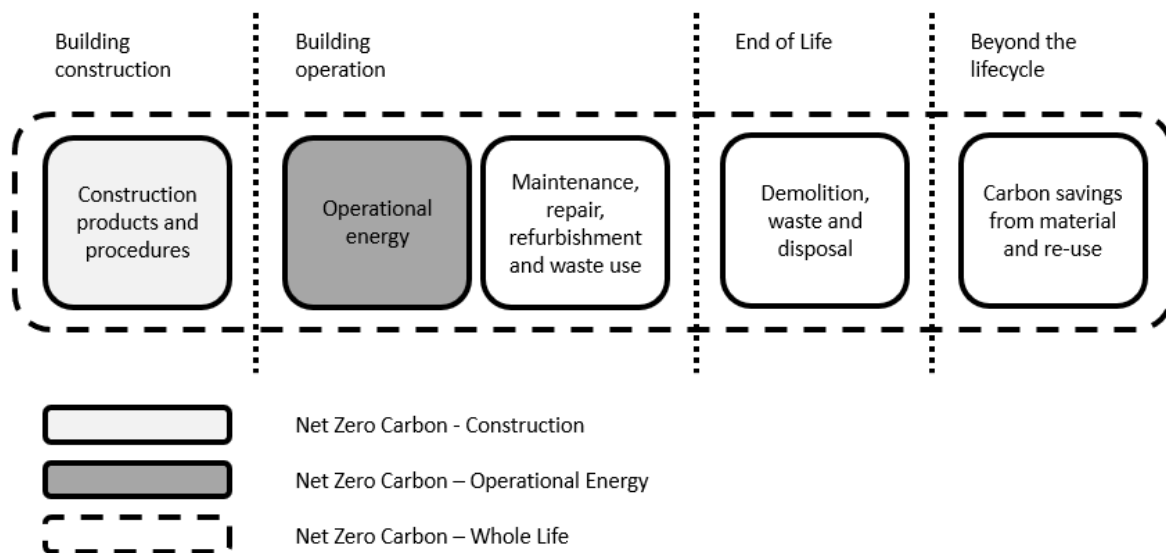 Building
construction
Building
operation
End of Life
Beyond the
lifecycle
Construction
products and
procedures
Operational
energy
Maintenance,
repair,
refurbishment
and waste use
Demolition,
waste and
disposal
Carbon savings
from material
and re-use
Net Zero Carbon - Construction
Net Zero Carbon – Operational Energy
Net Zero Carbon – Whole Life